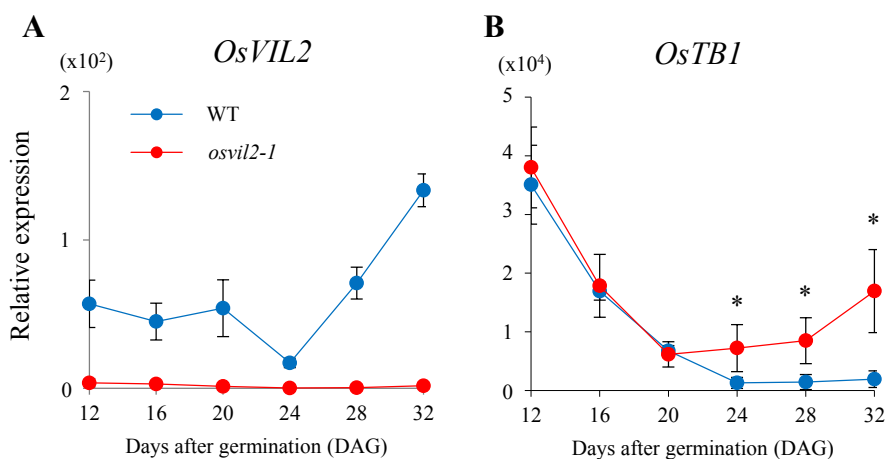 A
OsVIL2
(x10²)
2
1
0
WT
osvil2-1
Relative expression
12 16 20 24 28 32
Days after germination (DAG)
B
OsTB1
(x10⁴)
5
4
3
2
1
0
*
*
*
12 16 20 24 28 32
Days after germination (DAG)